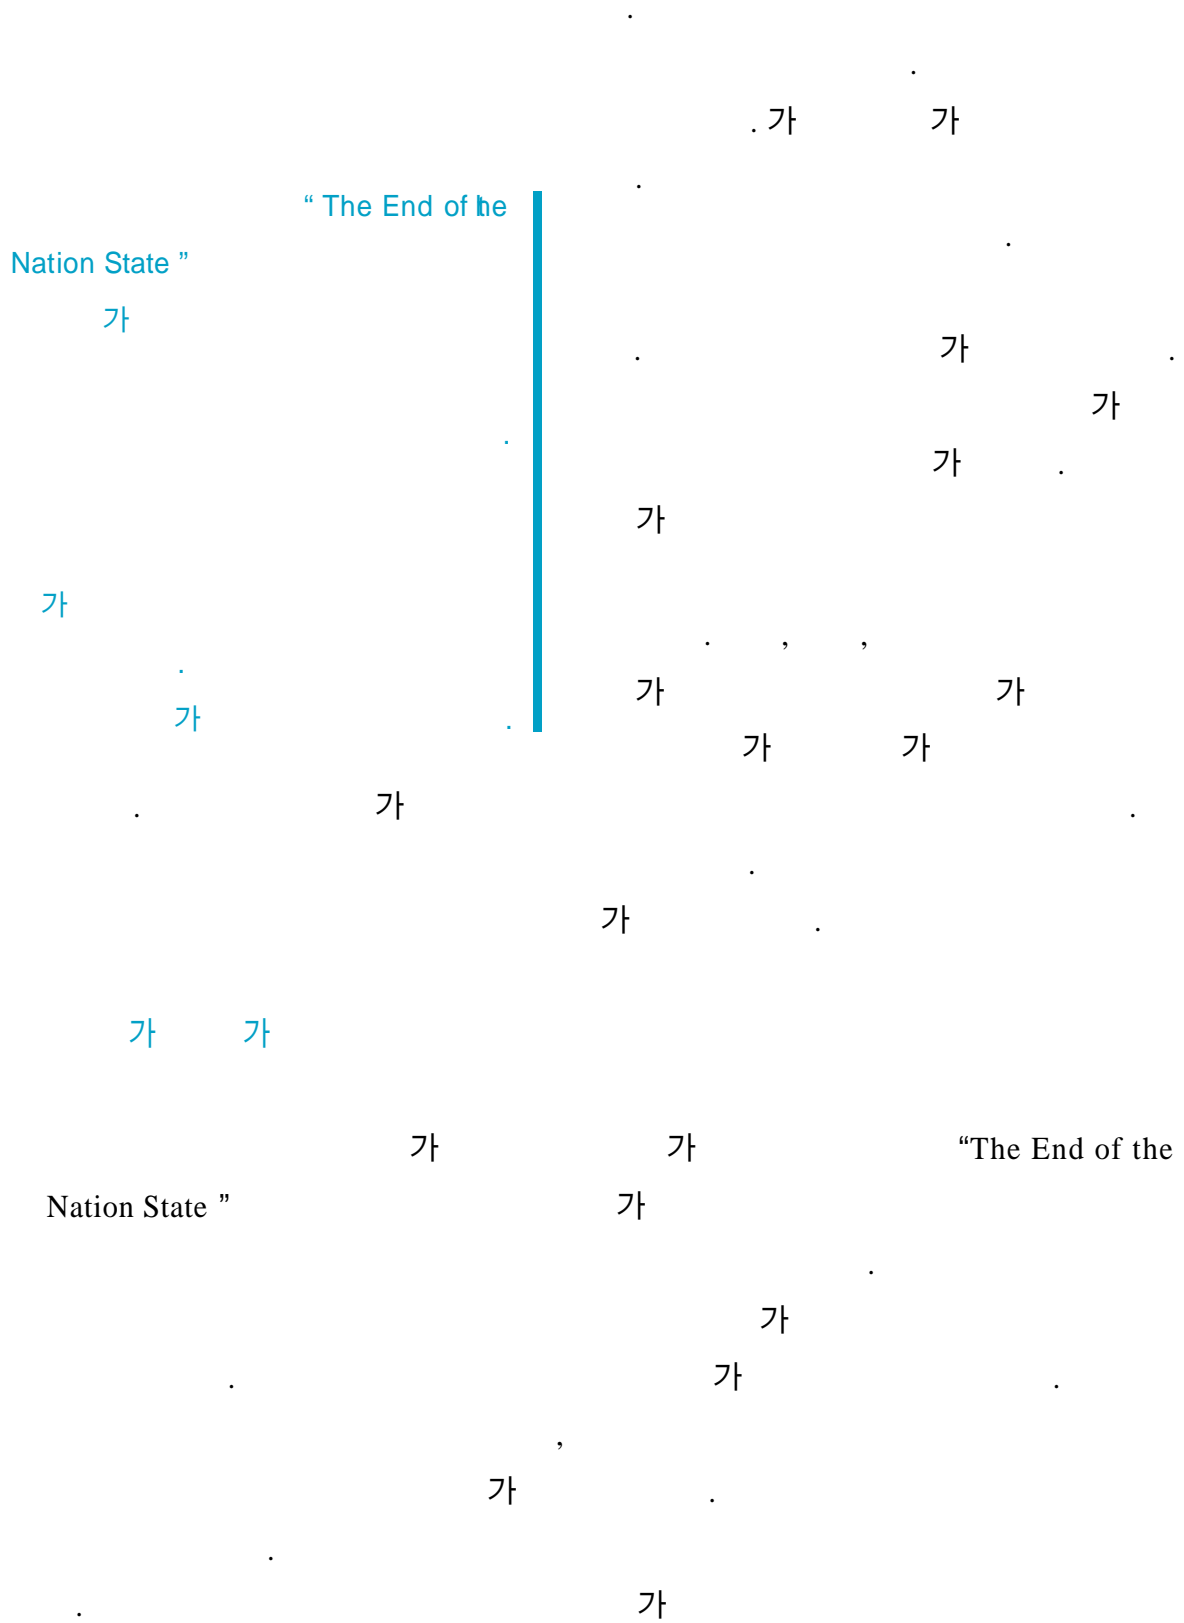 .
.
. 가 가
.
.
. 가 .
가
가 .
가
. , ,
가 가
가 가
“ The End of the
Nation State ”
가
.
가
.
가 .
. 가 .
.
가 .
가 가
가 가 “The End of the
Nation State ” 가
.
가
. 가 .
,
가 .
.
. 가